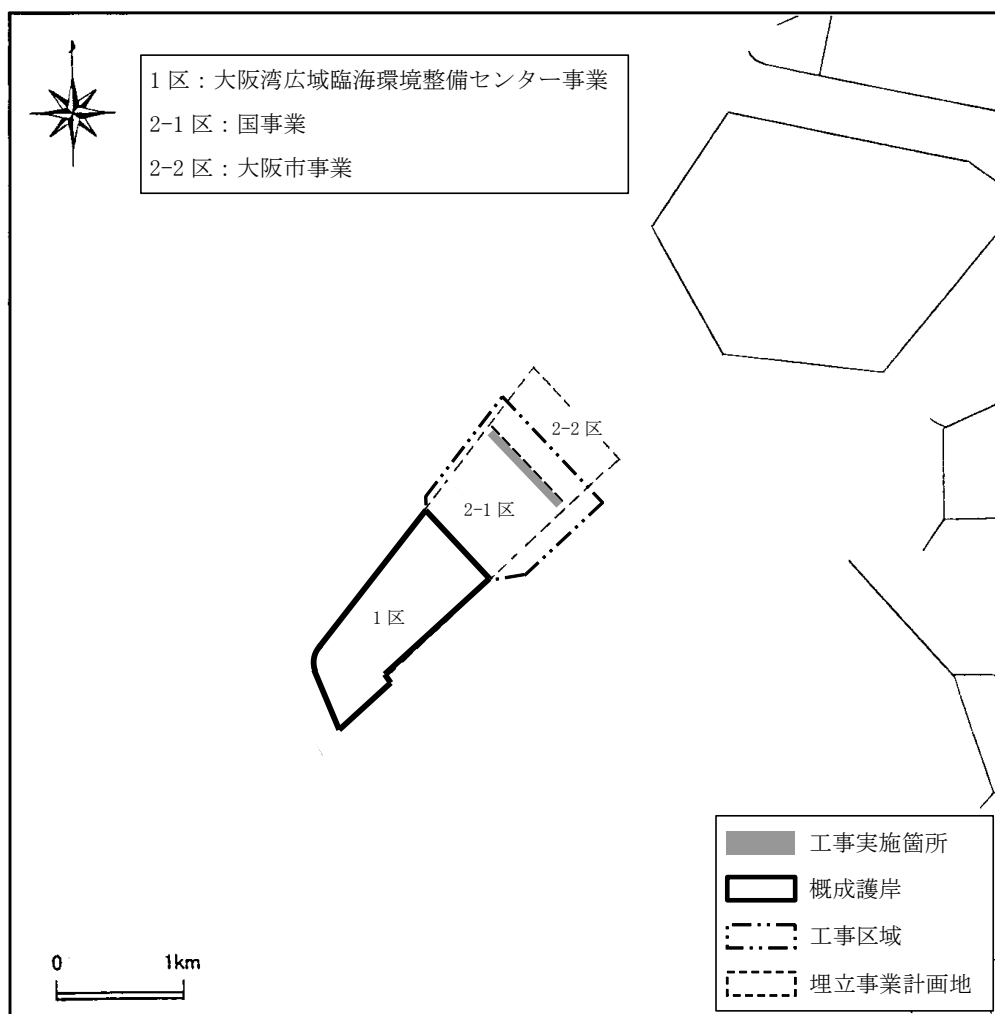 1 区：大阪湾広域臨海環境整備センター事業
2-1 区：国事業
2-2 区：大阪市事業
2-2 区
2-1 区
1 区
工事実施箇所
概成護岸
工事区域
埋立事業計画地
0 1km